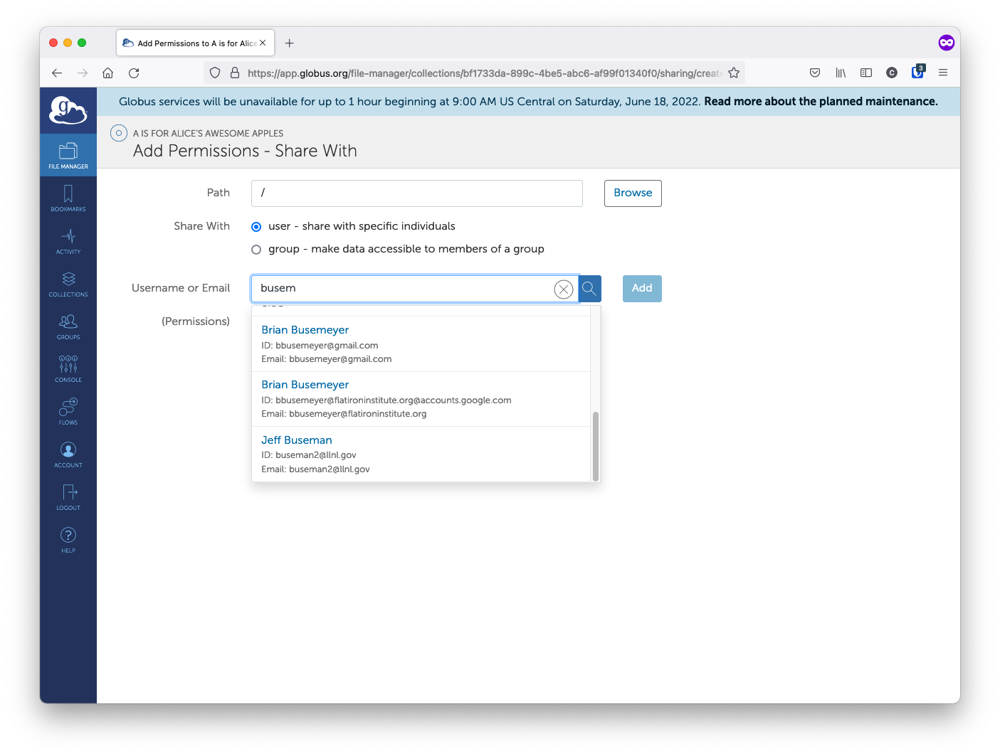 Add Permissions to A is for Alice
https://app.globus.org/file-manager/collections/bf1733da-899c-4be5-abc6-af99f01340f0/sharing/create
C
3
g
Globus services will be unavailable for up to 1 hour beginning at 9:00 AM US Central on Saturday, June 18, 2022. Read more about the planned maintenance.
A IS FOR ALICE'S AWESOME APPLES
Add Permissions - Share With
FILE MANAGER
BOOKMARKS
ACTIVITY
COLLECTIONS
GROUPS
CONSOLE
FLOWS
ACCOUNT
LOGOUT
HELP
Path
/
Browse
Share With
user - share with specific individuals
group - make data accessible to members of a group
Username or Email
busem
Add
(Permissions)
Brian Busemeyer
ID: bbusemeyer@gmail.com
Email: bbusemeyer@gmail.com
Brian Busemeyer
ID: bbusemeyer@flatironinstitute.org@accounts.google.com
Email: bbusemeyer@flatironinstitute.org
Jeff Buseman
ID: buseman2@llnl.gov
Email: buseman2@llnl.gov